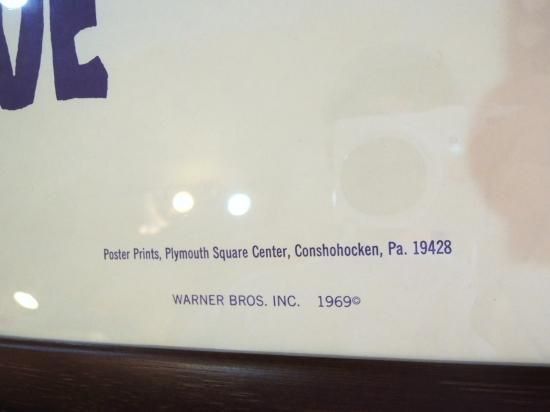 Poster Prints, Plymouth Square Center, Conshohocken, Pa. 19428
WARNER BROS. INC. 1969©